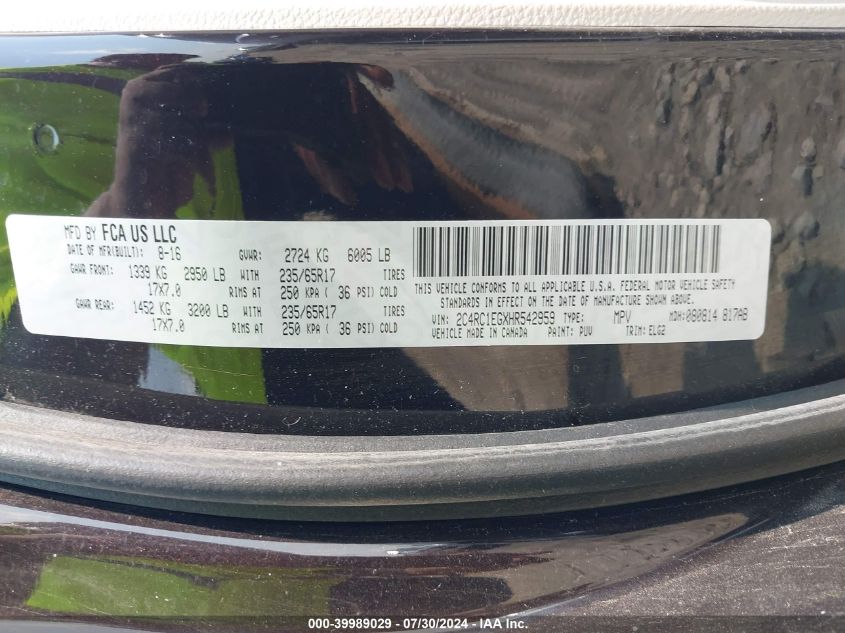 MFD BY FCA US LLC
DATE OF MFR(BUILT): 8-16 GVWR: 2724 KG 6005 LB
GAWR FRONT: 1339 KG 2950 LB WITH 235/65R17 TIRES
17X7.0 RIMS AT 250 KPA ( 36 PSI) COLD
GAWR REAR: 1452 KG 3200 LB WITH 235/65R17 TIRES
17X7.0 RIMS AT 250 KPA ( 36 PSI) COLD
THIS VEHICLE CONFORMS TO ALL APPLICABLE U.S.A. FEDERAL MOTOR VEHICLE SAFETY
STANDARDS IN EFFECT ON THE DATE OF MANUFACTURE SHOWN ABOVE.
VIN: 2C4RC1EGXHR542959 TYPE: MPV MDH: 080814 817AB
VEHICLE MADE IN CANADA PAINT: PUV TRIM: ELG2
000-39989029 - 07/30/2024 - IAA Inc.